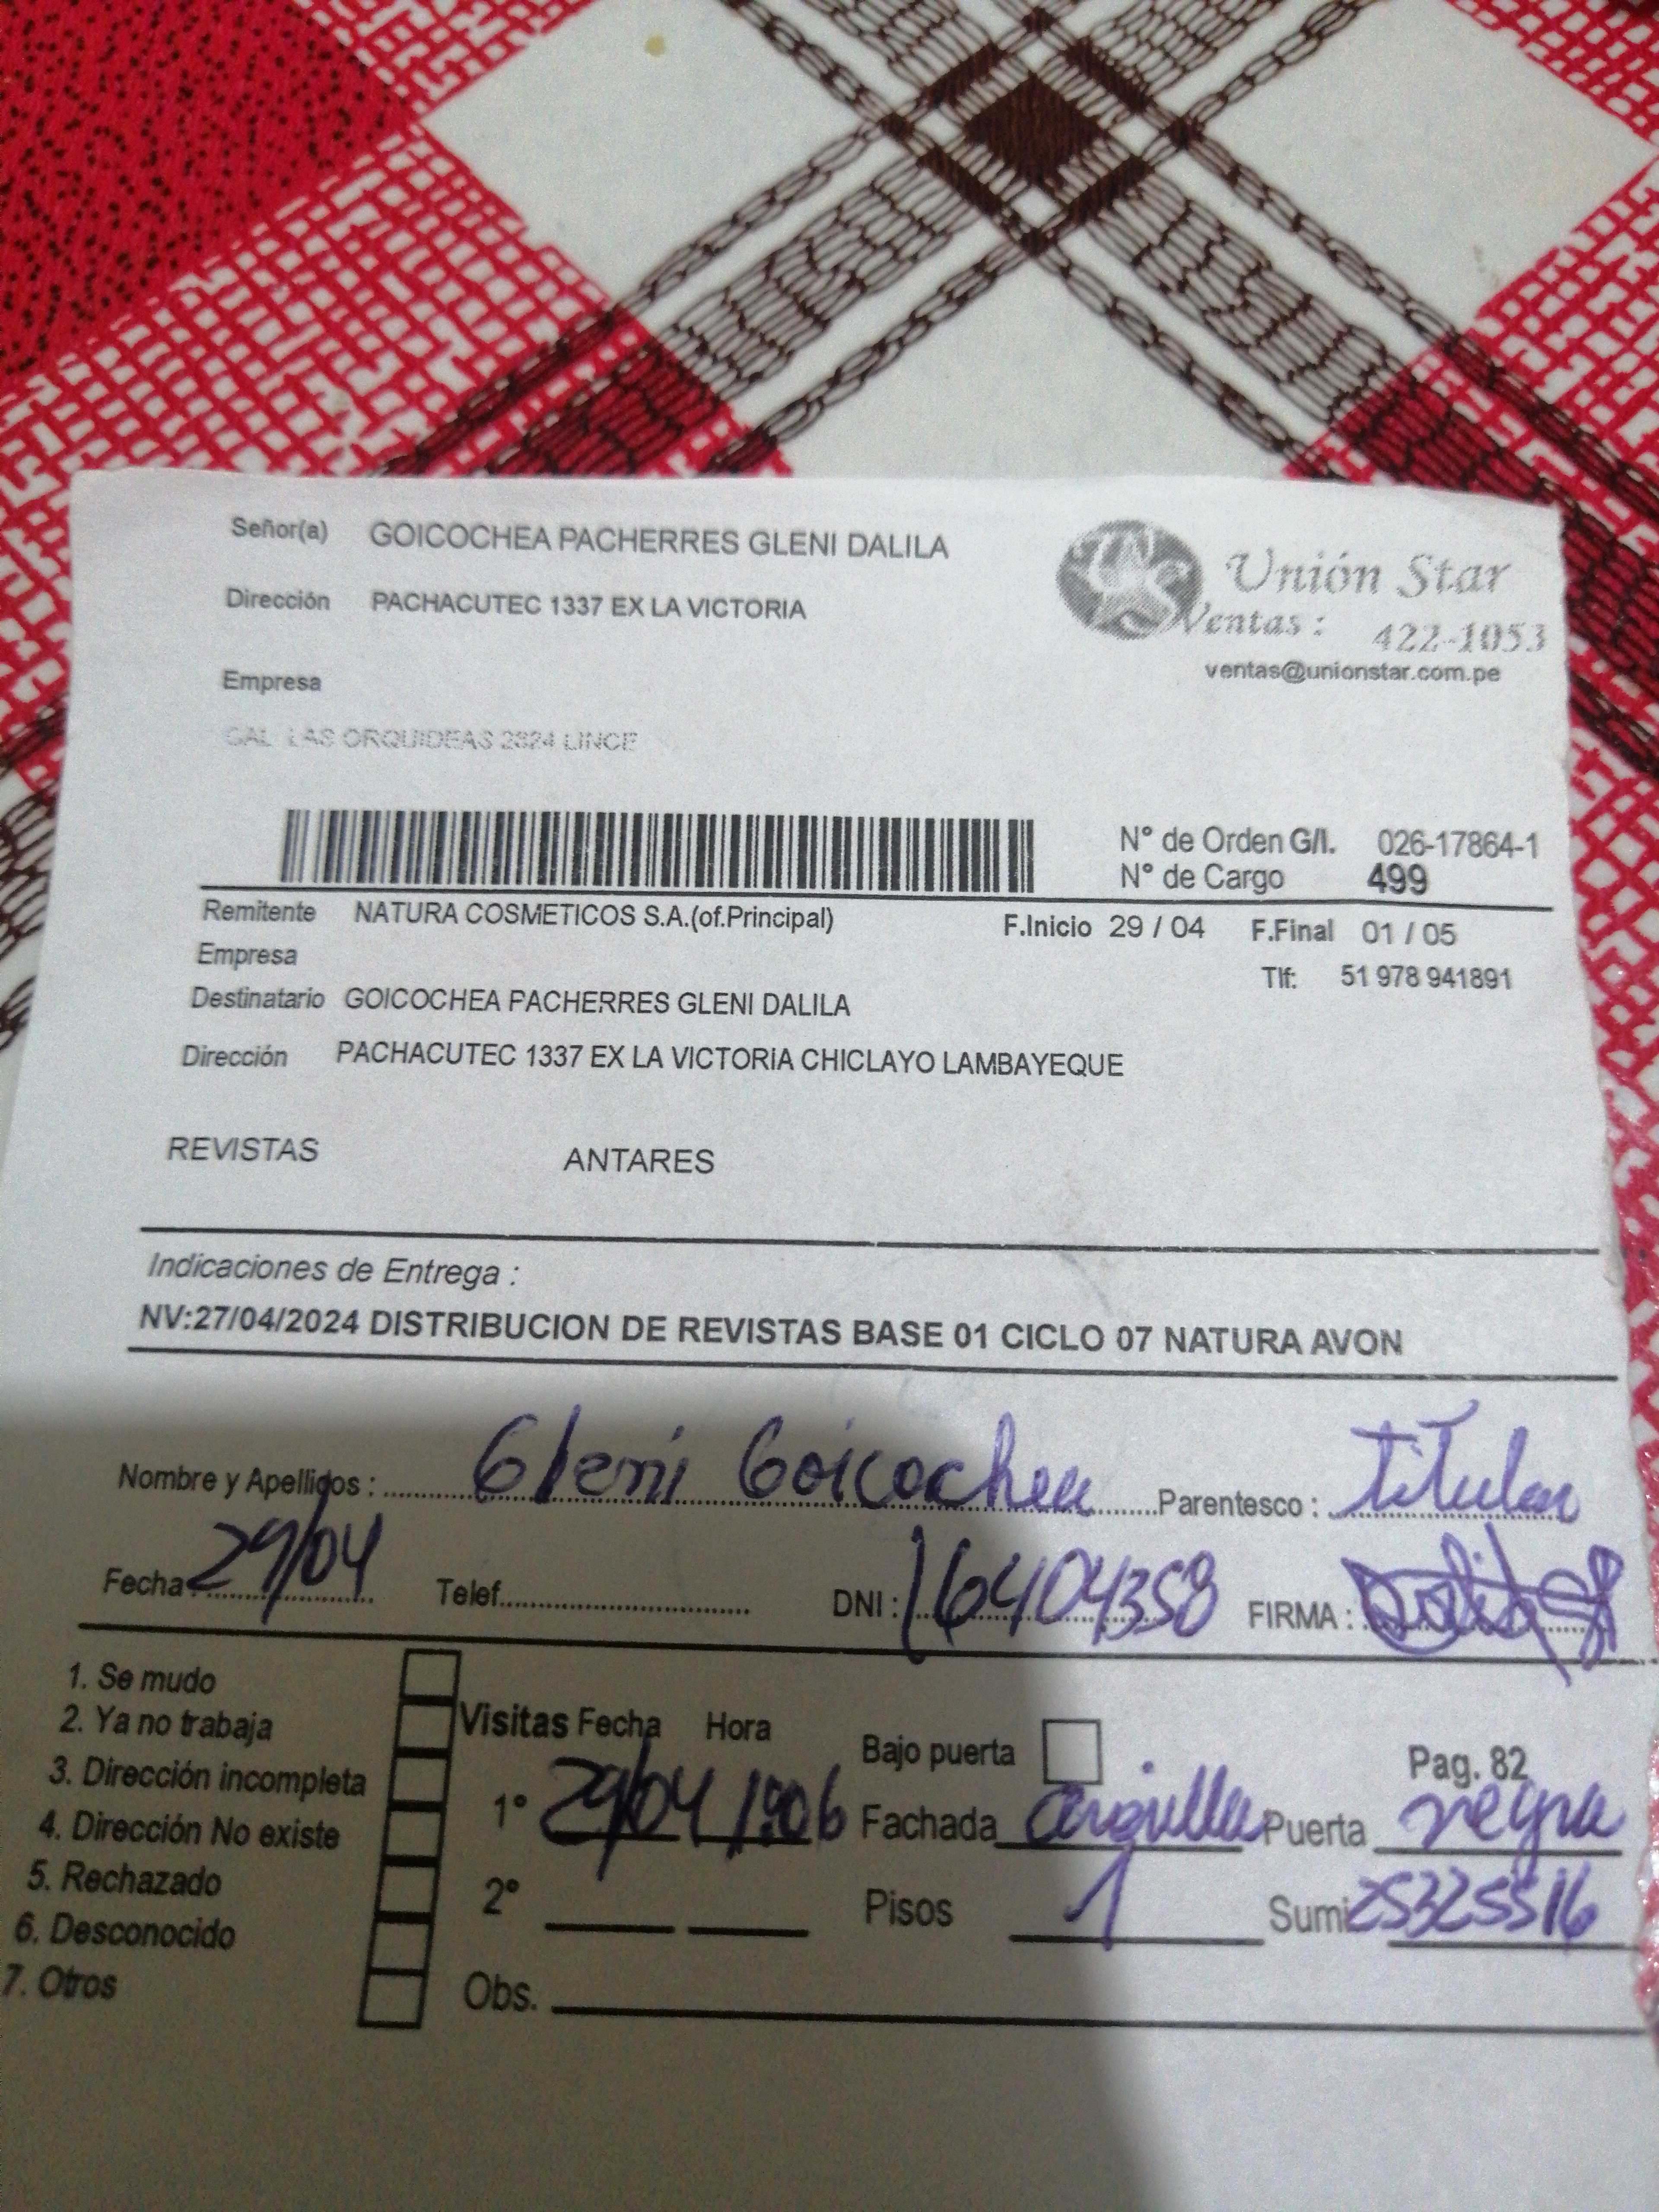 Señor(a) GOICOCHEA PACHERRES GLENI DALILA
Unión Star
Dirección PACHACUTEC 1337 EX LA VICTORIA
Ventas : 422-1053
ventas@unionstar.com.pe
Empresa
CAL LAS ORQUIDEAS 2324 LINCE
N° de Orden G/I. 026-17864-1
N° de Cargo 499
Remitente NATURA COSMETICOS S.A.(of.Principal) F.Inicio 29 / 04 F.Final 01 / 05
Empresa Tlf: 51 978 941891
Destinatario GOICOCHEA PACHERRES GLENI DALILA
Dirección PACHACUTEC 1337 EX LA VICTORIA CHICLAYO LAMBAYEQUE
REVISTAS ANTARES
Indicaciones de Entrega :
NV:27/04/2024 DISTRIBUCION DE REVISTAS BASE 01 CICLO 07 NATURA AVON
Nombre y Apellidos : Gleni Goicochea Parentesco : titular
Fecha : 29/04 Telef. DNI : 16404358 FIRMA :
1. Se mudo
2. Ya no trabaja
3. Dirección incompleta
4. Dirección No existe
5. Rechazado
6. Desconocido
7. Otros
Visitas Fecha Hora Bajo puerta Pag. 82
1° 29/04 Fachada Puerta negra
2° Pisos 1 Sumi 25325516
Obs.